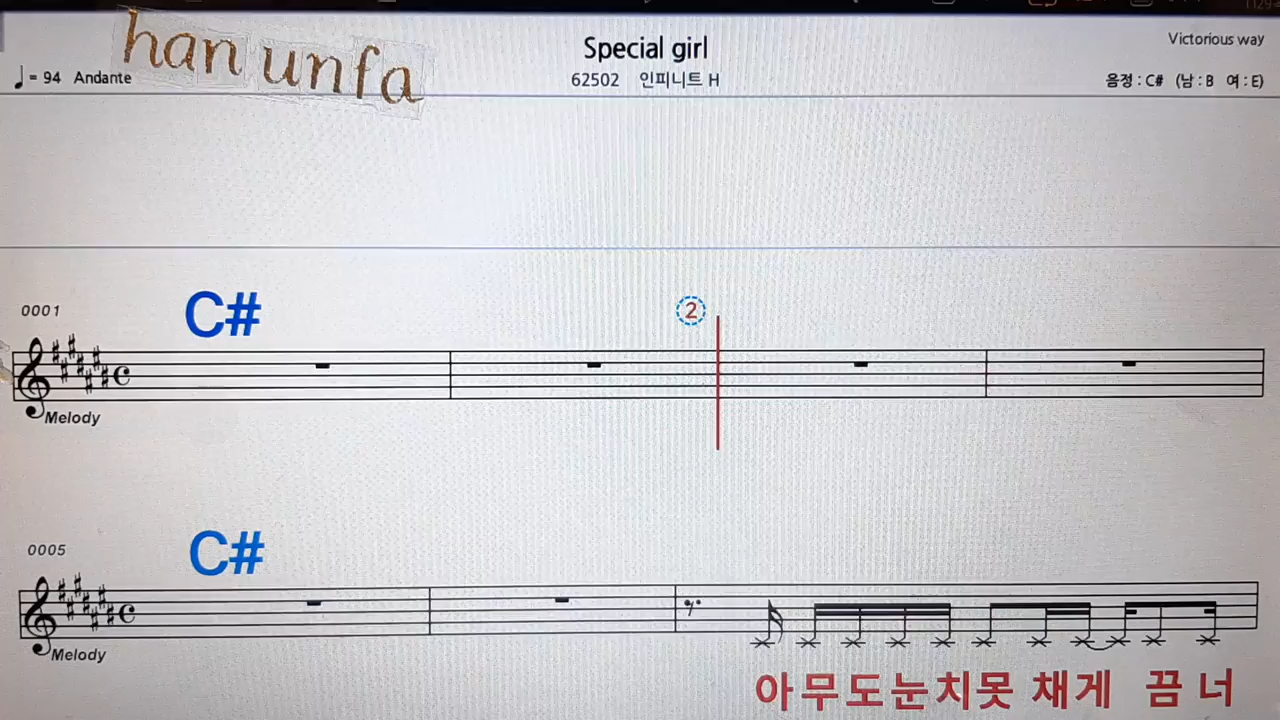 han unfa
Special girl
Victorious way
♩= 94 Andante
62502 인피니트 H
음정 : C# (남 : B 여 : E)
0001
C#
②
Melody
0005
C#
Melody
아무도눈치못 채게 끔 너